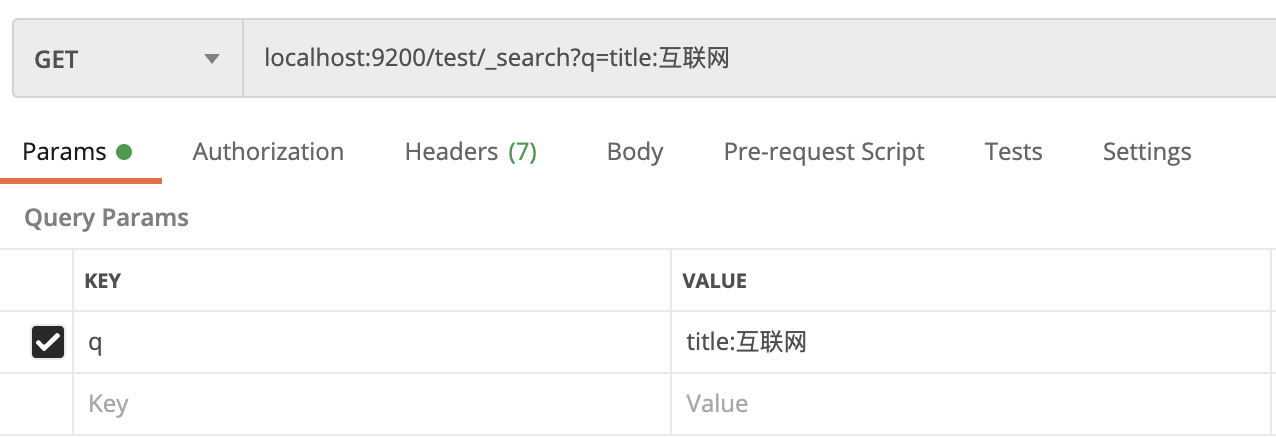 GET localhost:9200/test/_search?q=title:互联网
Params Authorization Headers (7) Body Pre-request Script Tests Settings
Query Params
KEY VALUE
q title:互联网
Key Value